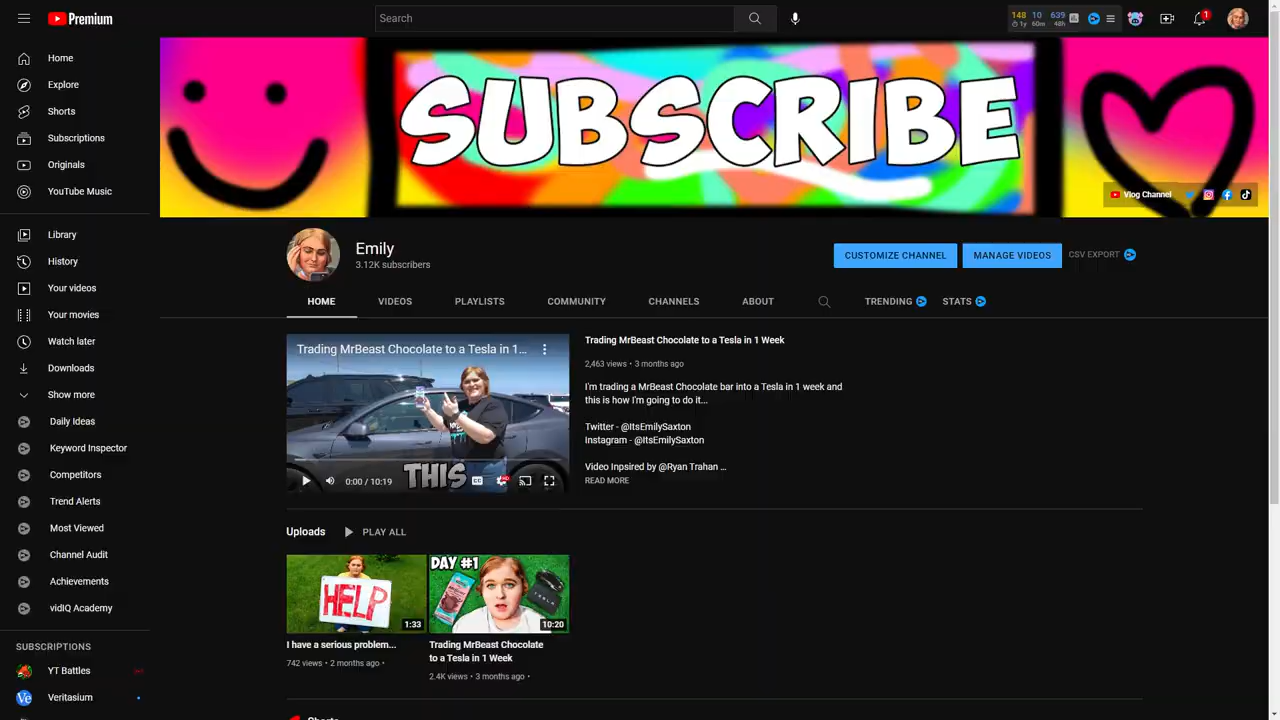 Premium
Search
148 10 639
1y 60m 48h
1
Home
Explore
Shorts
Subscriptions
Originals
YouTube Music
Library
History
Your videos
Your movies
Watch later
Downloads
Show more
Daily Ideas
Keyword Inspector
Competitors
Trend Alerts
Most Viewed
Channel Audit
Achievements
vidIQ Academy
SUBSCRIPTIONS
YT Battles
Veritasium
SUBSCRIBE
Vlog Channel
Emily
3.12K subscribers
CUSTOMIZE CHANNEL
MANAGE VIDEOS
CSV EXPORT
HOME VIDEOS PLAYLISTS COMMUNITY CHANNELS ABOUT TRENDING STATS
Trading MrBeast Chocolate to a Tesla in 1...
THIS
0:00 / 10:19
Trading MrBeast Chocolate to a Tesla in 1 Week
2,463 views • 3 months ago
I'm trading a MrBeast Chocolate bar into a Tesla in 1 week and
this is how I'm going to do it...
Twitter - @ItsEmilySaxton
Instagram - @ItsEmilySaxton
Video Inpsired by @Ryan Trahan ...
READ MORE
Uploads
PLAY ALL
HELP
1:33
I have a serious problem...
742 views • 2 months ago •
DAY #1
10:20
Trading MrBeast Chocolate
to a Tesla in 1 Week
2.4K views • 3 months ago •